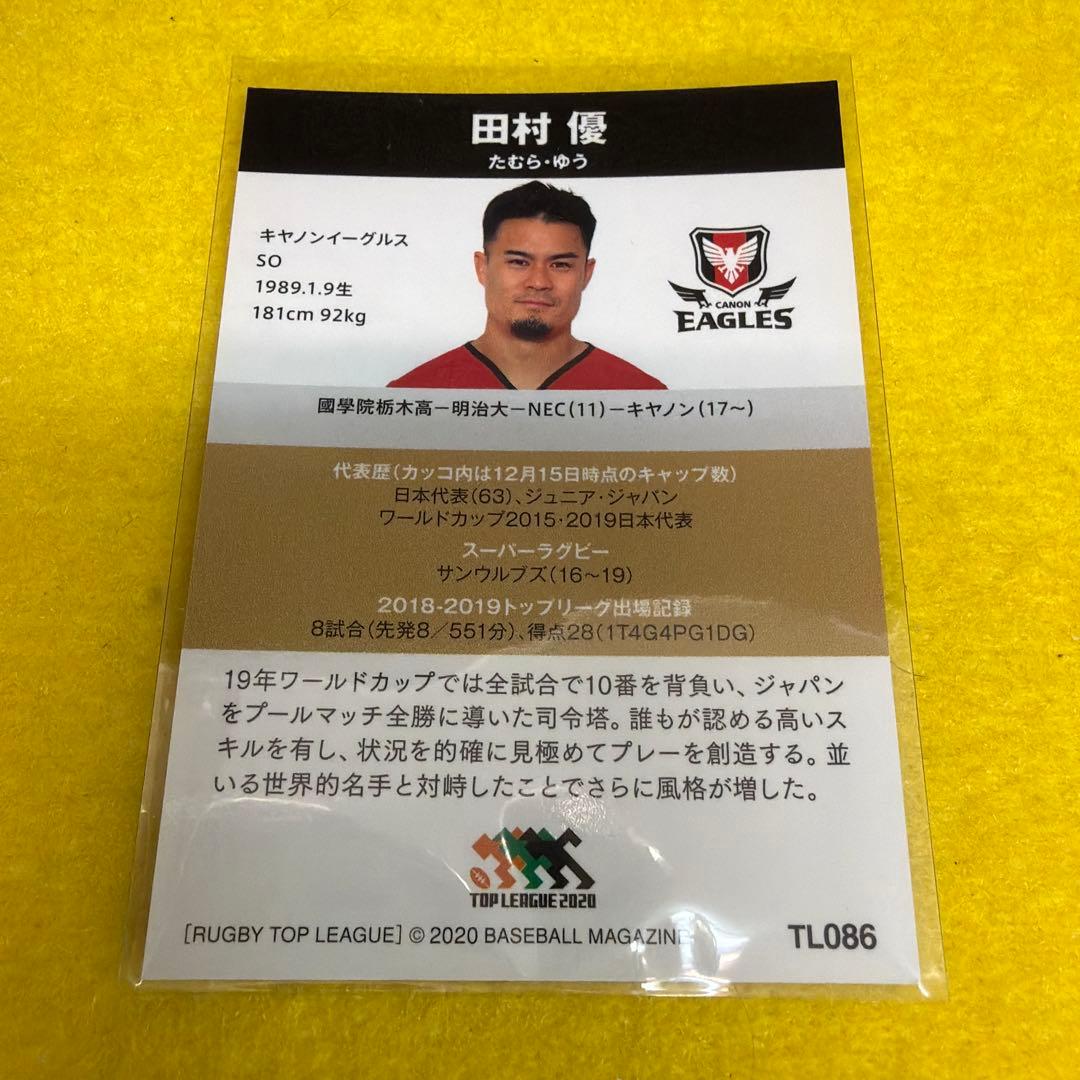 田村 優
たむら・ゆう
キヤノンイーグルス
SO
1989.1.9生
181cm 92kg
CANON
EAGLES
國學院栃木高－明治大－NEC(11)－キヤノン(17～)
代表歴(カッコ内は12月15日時点のキャップ数)
日本代表(63)、ジュニア・ジャパン
ワールドカップ2015・2019日本代表
スーパーラグビー
サンウルブズ(16～19)
2018-2019トップリーグ出場記録
8試合(先発8／551分)、得点28(1T4G4PG1DG)
19年ワールドカップでは全試合で10番を背負い、ジャパン
をプールマッチ全勝に導いた司令塔。誰もが認める高いス
キルを有し、状況を的確に見極めてプレーを創造する。並
いる世界的名手と対峙したことでさらに風格が増した。
TOP LEAGUE 2020
[RUGBY TOP LEAGUE] © 2020 BASEBALL MAGAZINE
TL086